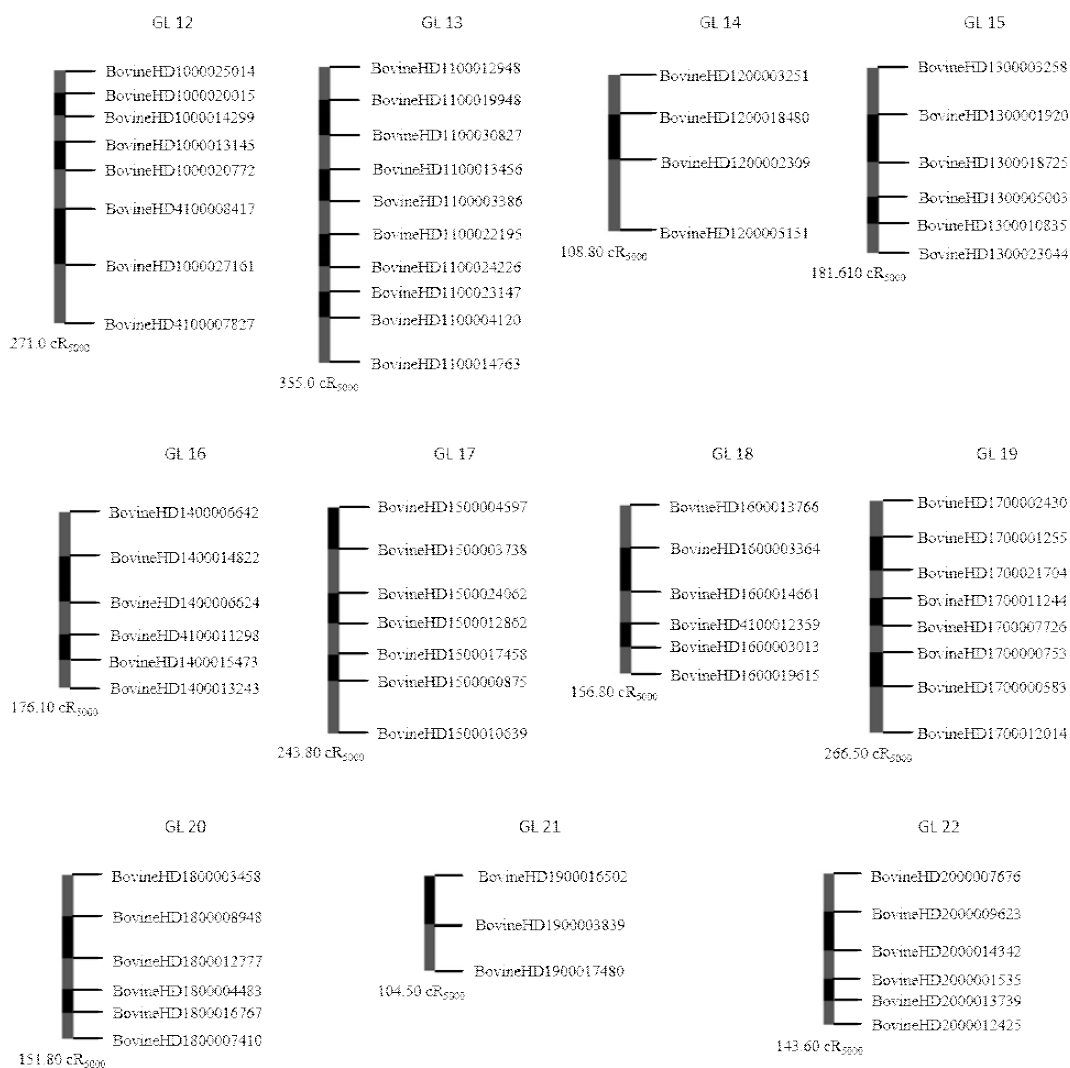 GL 12
BovineHD1000025014
BovineHD1000020015
BovineHD1000014299
BovineHD1000013145
BovineHD1000020772
BovineHD4100008417
BovineHD1000027161
BovineHD4100007827
271.0 cR5000
GL 13
BovineHD1100012948
BovineHD1100019948
BovineHD1100030827
BovineHD1100013456
BovineHD1100003386
BovineHD1100022195
BovineHD1100024226
BovineHD1100023147
BovineHD1100004120
BovineHD1100014763
355.0 cR5000
GL 14
BovineHD1200003251
BovineHD1200018480
BovineHD1200002309
BovineHD1200005151
108.80 cR5000
GL 15
BovineHD1300003258
BovineHD1300001920
BovineHD1300018725
BovineHD1300005003
BovineHD1300010835
BovineHD1300023044
181.610 cR5000
GL 16
BovineHD1400006642
BovineHD1400014822
BovineHD1400006624
BovineHD4100011298
BovineHD1400015473
BovineHD1400013243
176.10 cR5000
GL 17
BovineHD1500004597
BovineHD1500003738
BovineHD1500024062
BovineHD1500012862
BovineHD1500017458
BovineHD1500000875
BovineHD1500010639
243.80 cR5000
GL 18
BovineHD1600013766
BovineHD1600003364
BovineHD1600014661
BovineHD4100012359
BovineHD1600003013
BovineHD1600019615
156.80 cR5000
GL 19
BovineHD1700002430
BovineHD1700001255
BovineHD1700021704
BovineHD1700011244
BovineHD1700007726
BovineHD1700000753
BovineHD1700000583
BovineHD1700012014
266.50 cR5000
GL 20
BovineHD1800003458
BovineHD1800008948
BovineHD1800012777
BovineHD1800004483
BovineHD1800016767
BovineHD1800007410
151.80 cR5000
GL 21
BovineHD1900016502
BovineHD1900003839
BovineHD1900017480
104.50 cR5000
GL 22
BovineHD2000007676
BovineHD2000009623
BovineHD2000014342
BovineHD2000001535
BovineHD2000013739
BovineHD2000012425
143.60 cR5000